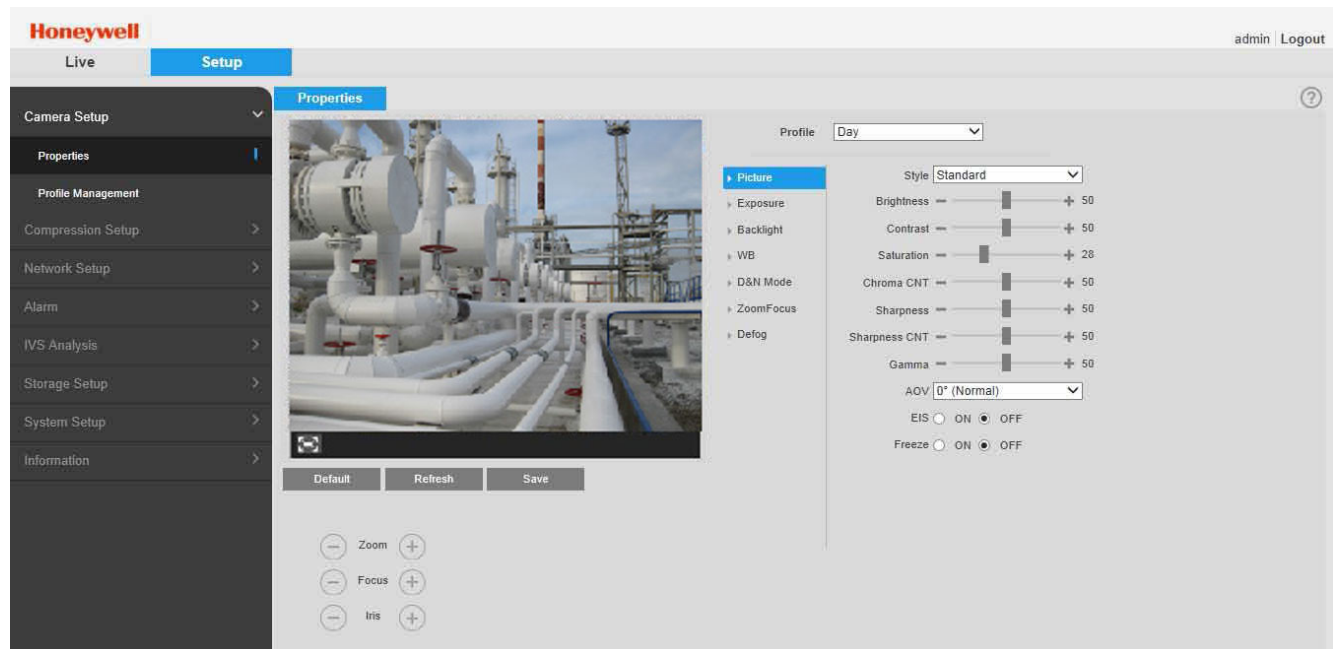 Honeywell
admin | Logout
Live Setup
Camera Setup
Properties
Profile Management
Compression Setup
Network Setup
Alarm
IVS Analysis
Storage Setup
System Setup
Information
Properties
Profile Day
Picture
Exposure
Backlight
WB
D&N Mode
ZoomFocus
Defog
Style Standard
Brightness 50
Contrast 50
Saturation 28
Chroma CNT 50
Sharpness 50
Sharpness CNT 50
Gamma 50
AOV 0° (Normal)
EIS ON OFF
Freeze ON OFF
Default Refresh Save
Zoom
Focus
Iris